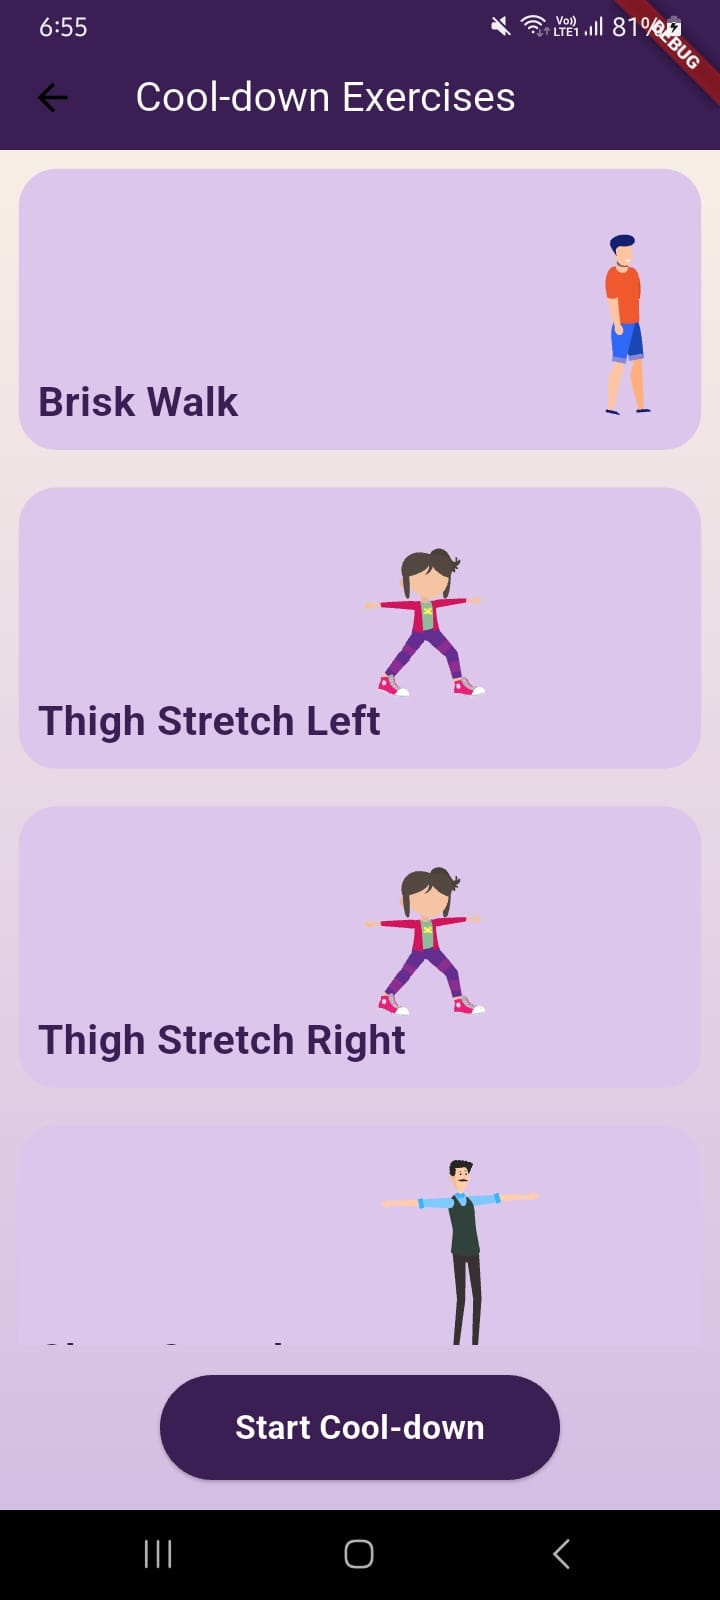 6:55
Vo)) LTE1 81%
DEBUG
Cool-down Exercises
Brisk Walk
Thigh Stretch Left
Thigh Stretch Right
Start Cool-down